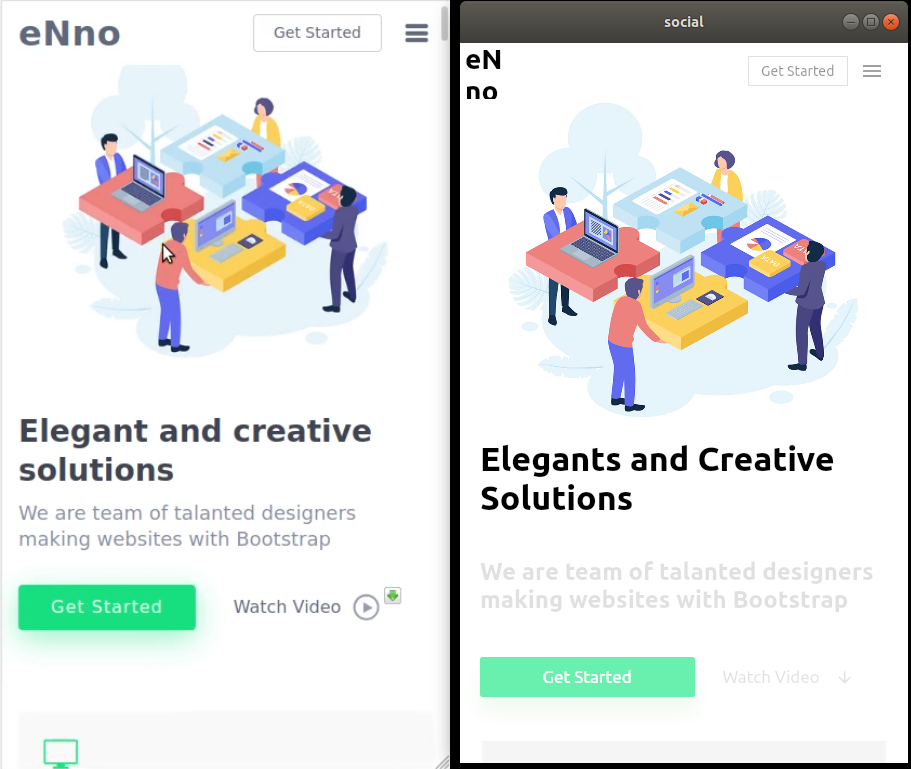 eNno
Get Started
Elegant and creative
solutions
We are team of talanted designers
making websites with Bootstrap
Get Started
Watch Video
social
eN
no
Get Started
Elegants and Creative
Solutions
We are team of talanted designers
making websites with Bootstrap
Get Started
Watch Video